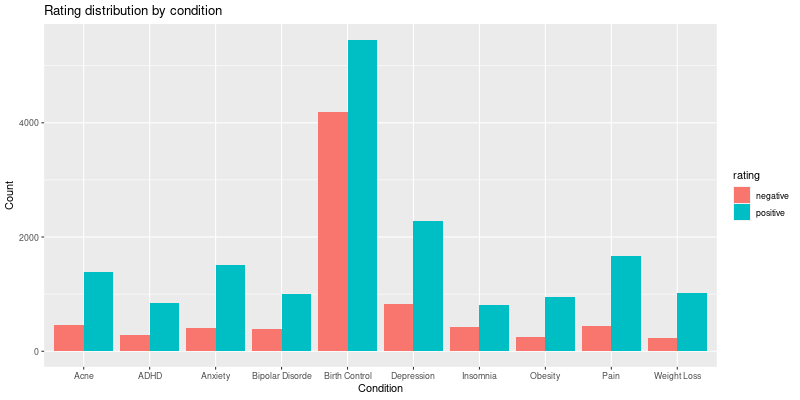 Rating distribution by condition
Count
4000
2000
0
Acne ADHD Anxiety Bipolar Disorde Birth Control Depression Insomnia Obesity Pain Weight Loss
Condition
rating
negative
positive